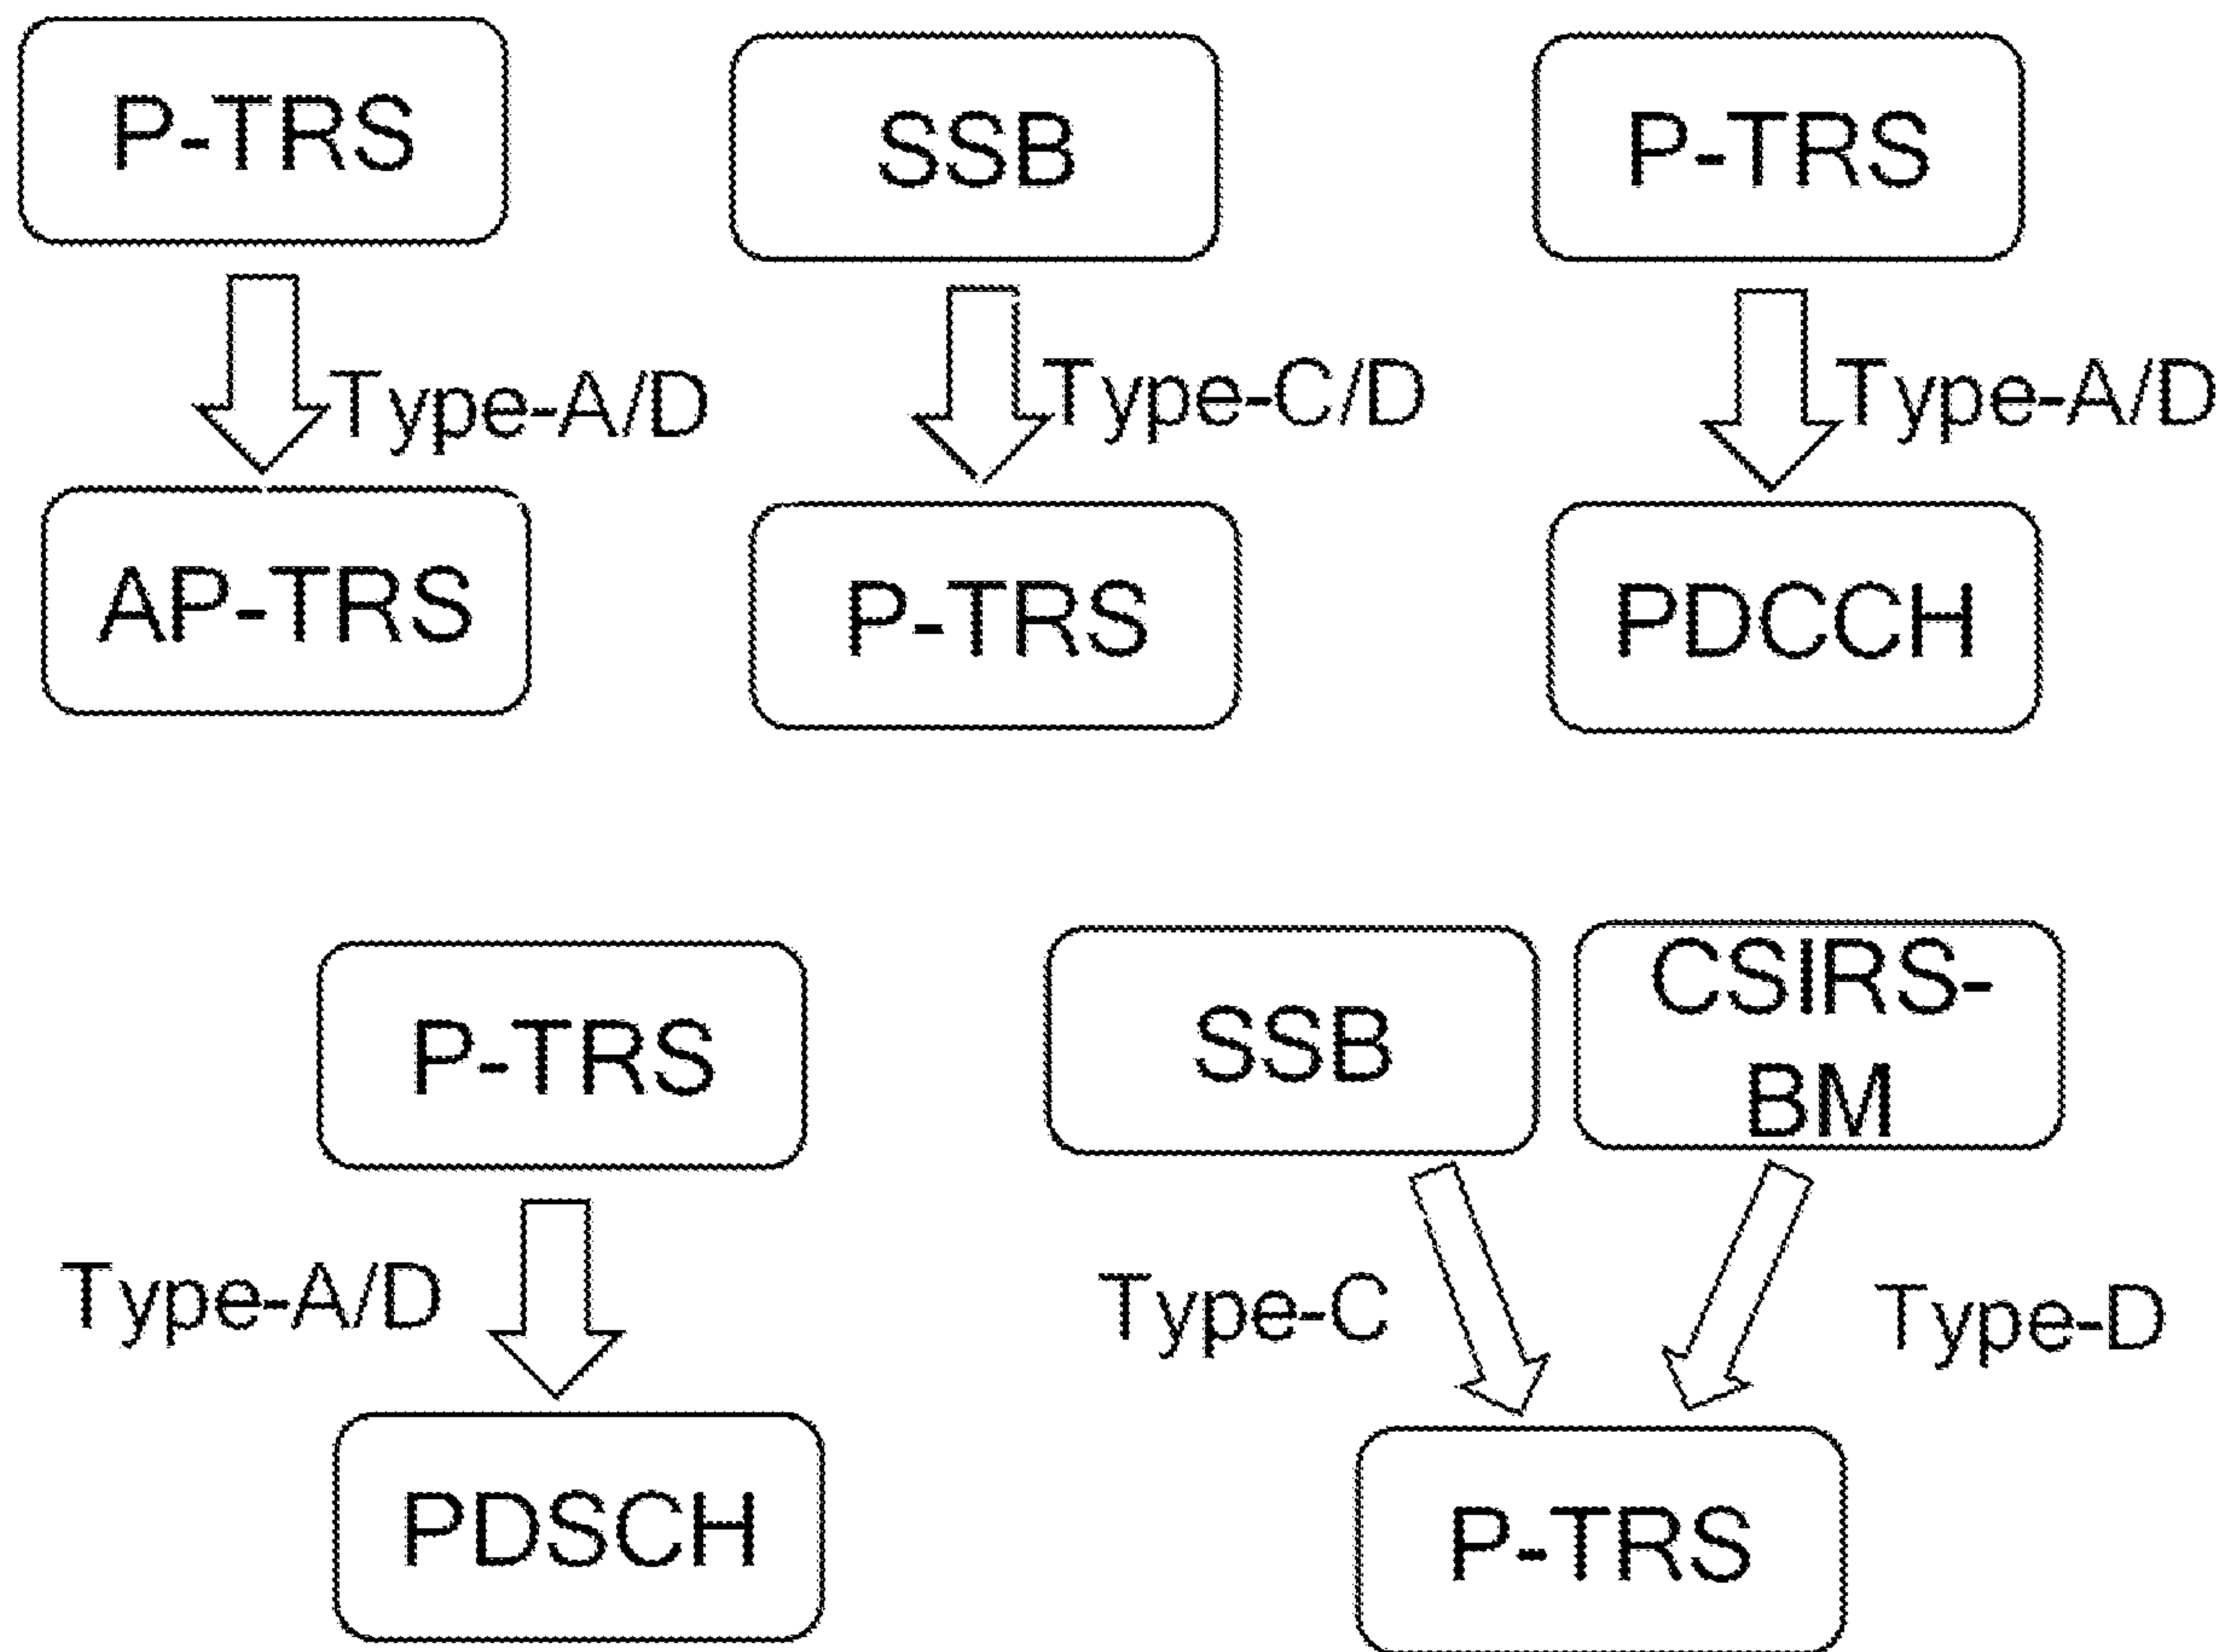 P-TRS
SSB
P-TRS
Type-A/D
Type-C/D
Type-A/D
AP-TRS
P-TRS
PDCCH
P-TRS
SSB
CSIRS-
BM
Type-A/D
Type-C
Type-D
PDSCH
P-TRS